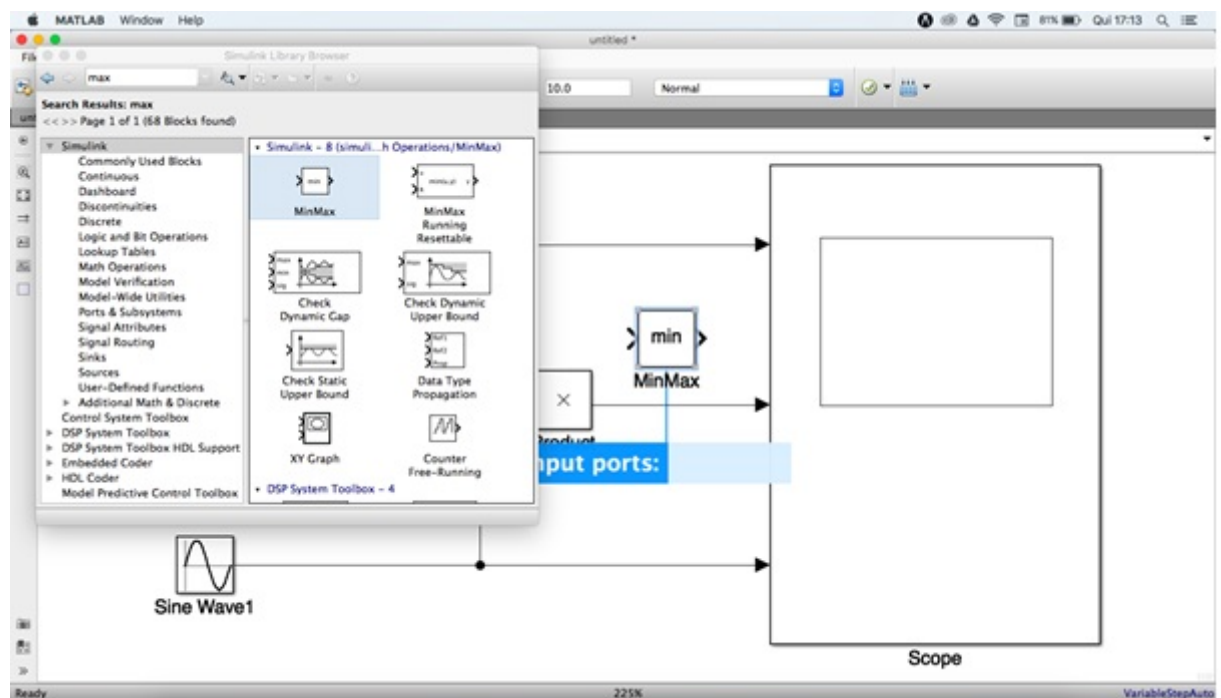 MATLAB Window Help
81% Qui 17:13
untitled *
Simulink Library Browser
max
10.0
Normal
Search Results: max
<< >> Page 1 of 1 (68 Blocks found)
Simulink
Commonly Used Blocks
Continuous
Dashboard
Discontinuities
Discrete
Logic and Bit Operations
Lookup Tables
Math Operations
Model Verification
Model-Wide Utilities
Ports & Subsystems
Signal Attributes
Signal Routing
Sinks
Sources
User-Defined Functions
Additional Math & Discrete
Control System Toolbox
DSP System Toolbox
DSP System Toolbox HDL Support
Embedded Coder
HDL Coder
Model Predictive Control Toolbox
Simulink - 8 (simuli...h Operations/MinMax)
min
MinMax
MinMax
Running
Resettable
Check
Dynamic Gap
Check Dynamic
Upper Bound
Check Static
Upper Bound
Data Type
Propagation
XY Graph
Counter
Free-Running
DSP System Toolbox - 4
min
MinMax
×
Product
nput ports:
Sine Wave1
Scope
Ready
225%
VariableStepAuto